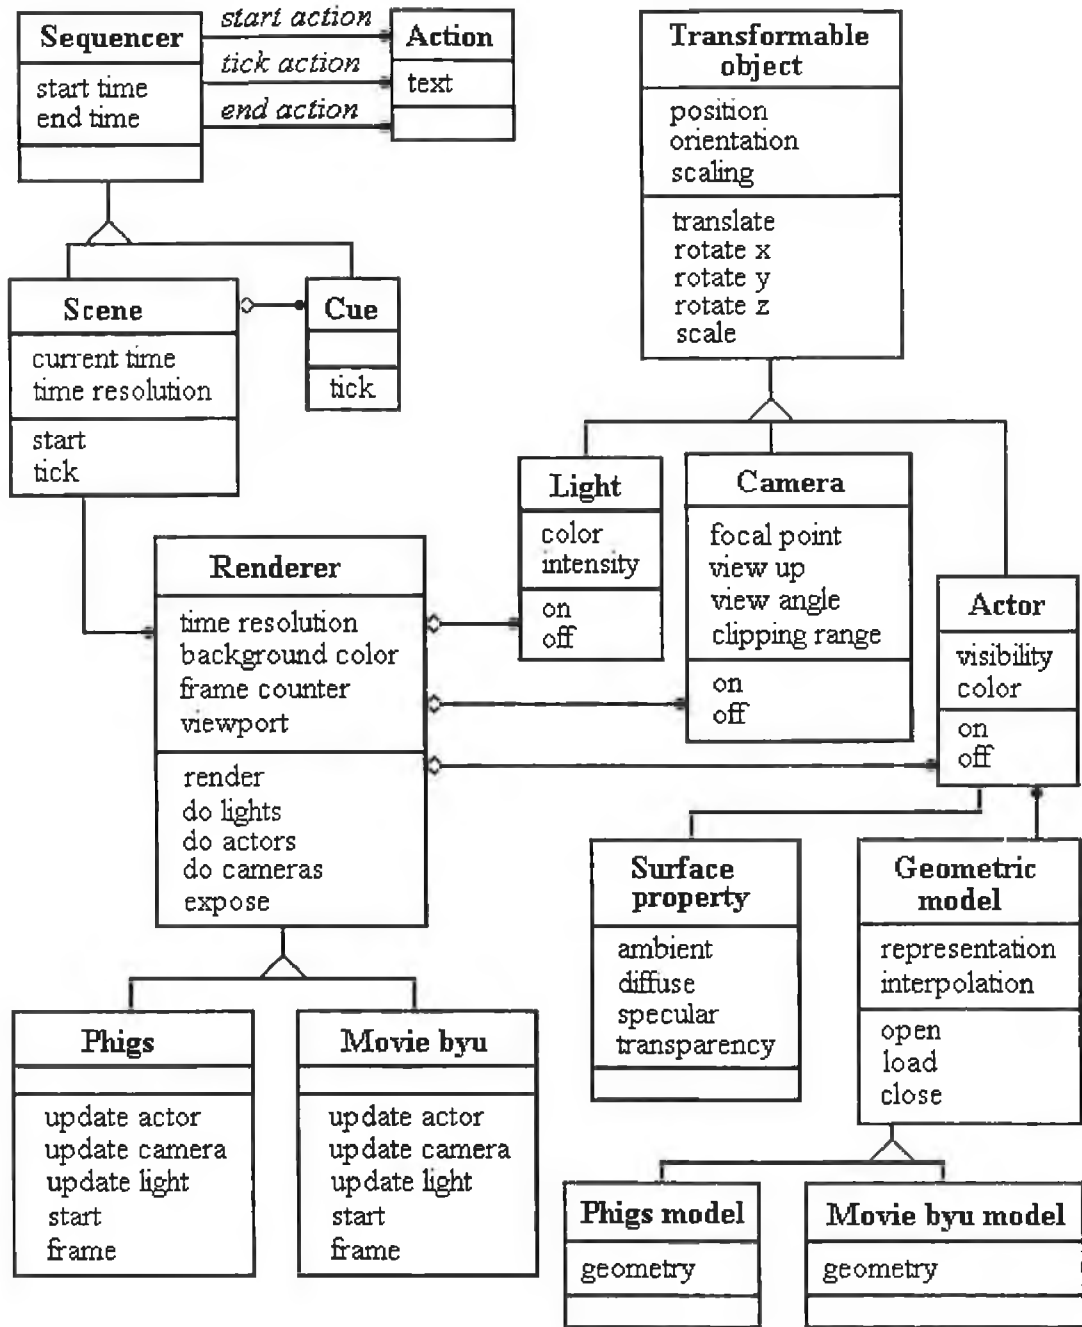 Sequencer
start time
end time
start action
tick action
end action
Action
text
Transformable
object
position
orientation
scaling
translate
rotate x
rotate y
rotate z
scale
Scene
current time
time resolution
start
tick
Cue
tick
Light
color
intensity
on
off
Camera
focal point
view up
view angle
clipping range
on
off
Actor
visibility
color
on
off
Renderer
time resolution
background color
frame counter
viewport
render
do lights
do actors
do cameras
expose
Surface
property
ambient
diffuse
specular
transparency
Geometric
model
representation
interpolation
open
load
close
Phigs
update actor
update camera
update light
start
frame
Movie byu
update actor
update camera
update light
start
frame
Phigs model
geometry
Movie byu model
geometry